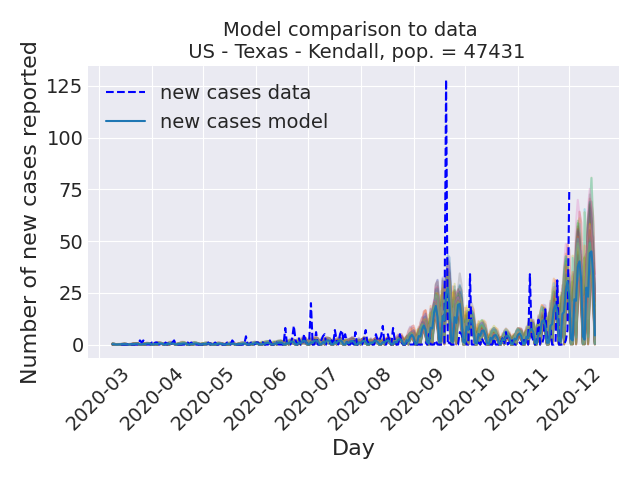 Model comparison to data
US - Texas - Kendall, pop. = 47431
Number of new cases reported
125
100
75
50
25
0
new cases data
new cases model
2020-03
2020-04
2020-05
2020-06
2020-07
2020-08
2020-09
2020-10
2020-11
2020-12
Day